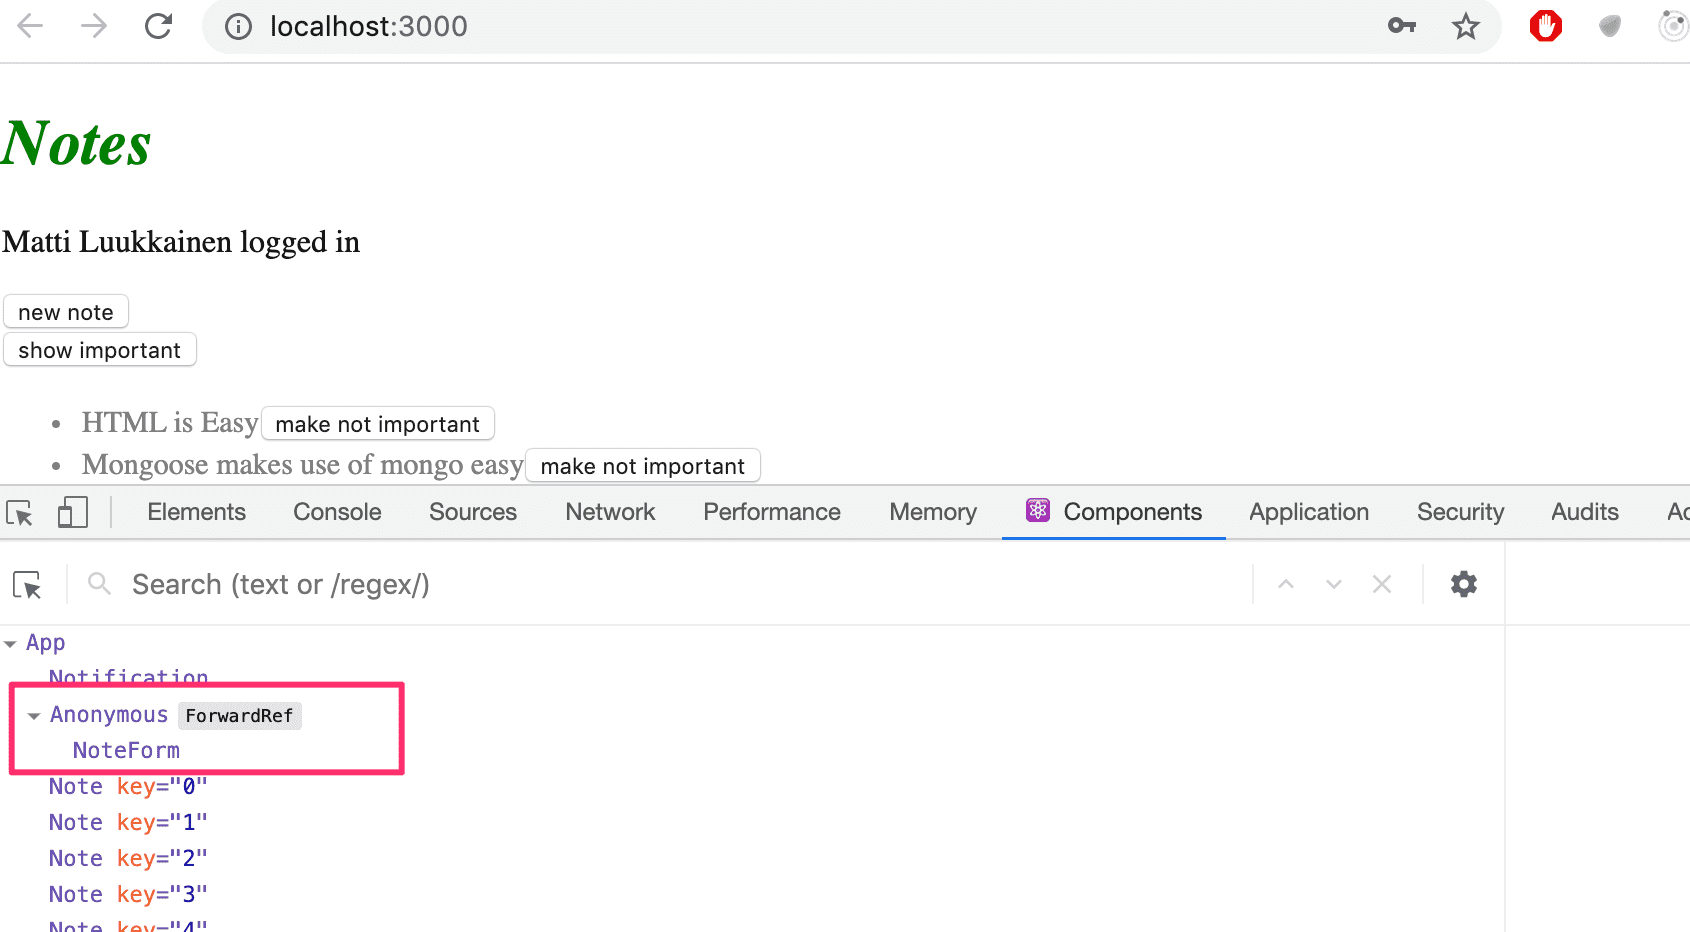 localhost:3000
Notes
Matti Luukkainen logged in
new note
show important
HTML is Easy make not important
Mongoose makes use of mongo easy make not important
Elements Console Sources Network Performance Memory Components Application Security Audits Ac
Search (text or /regex/)
App
Notification
Anonymous ForwardRef
NoteForm
Note key="0"
Note key="1"
Note key="2"
Note key="3"
Note key="4"